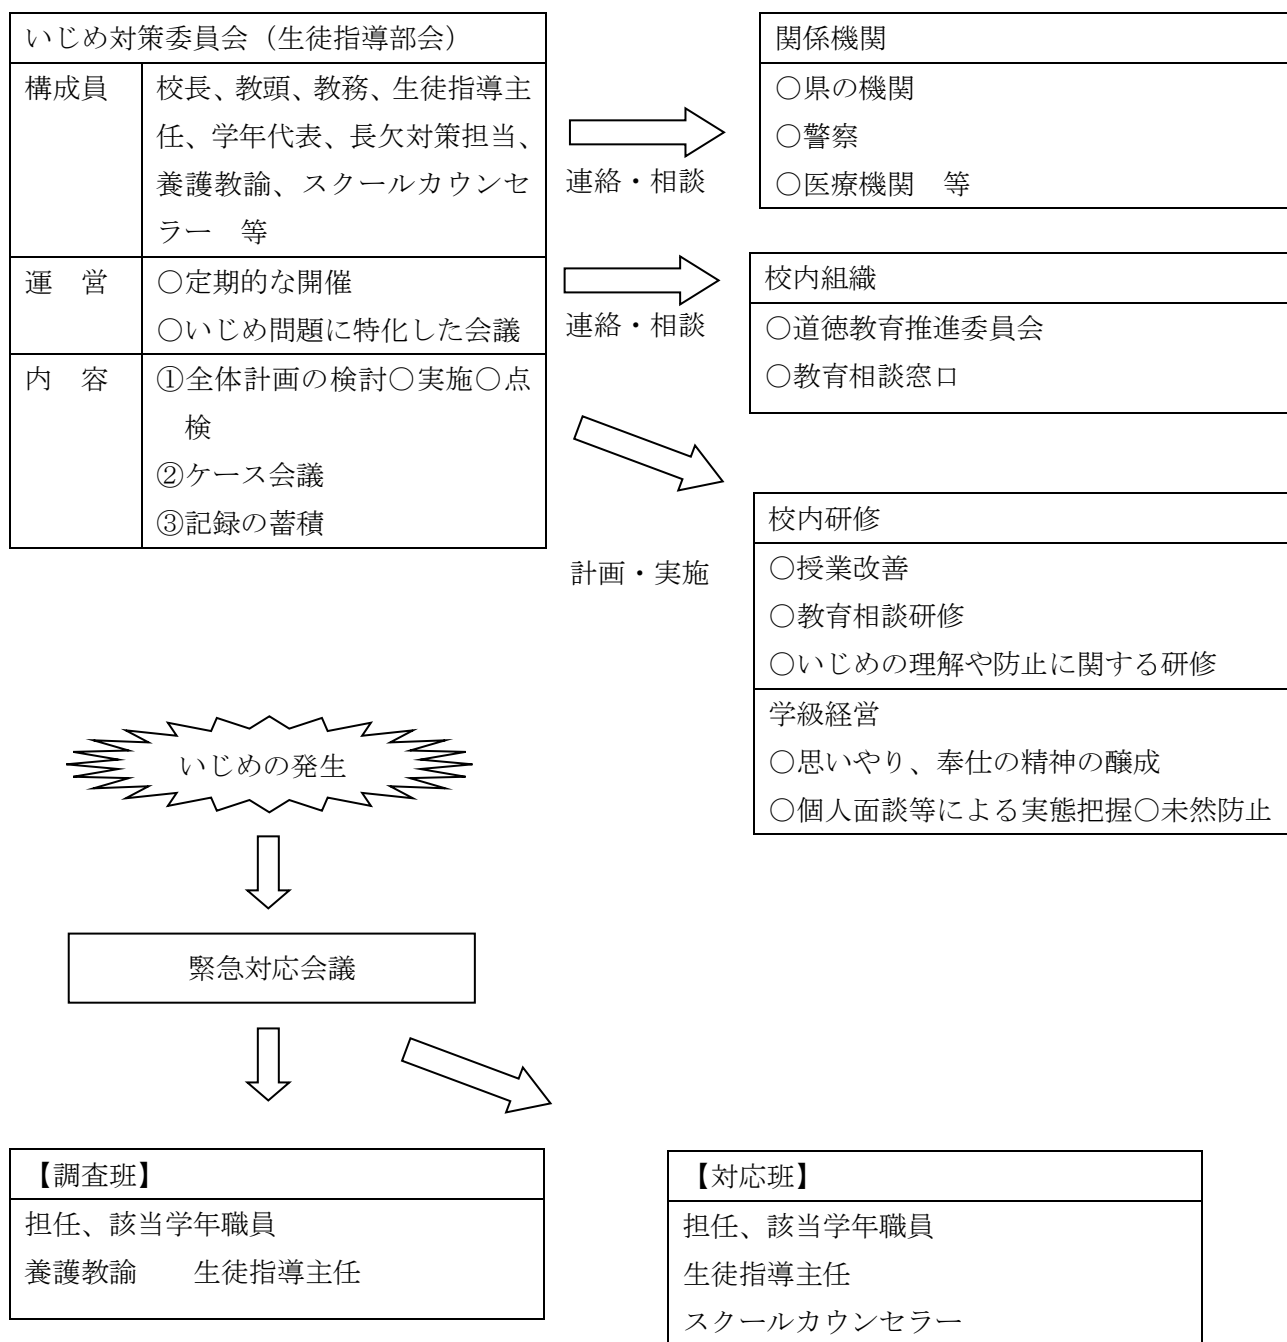 いじめ対策委員会（生徒指導部会）
構成員
校長、教頭、教務、生徒指導主
任、学年代表、長欠対策担当、
養護教諭、スクールカウンセ
ラー　等
運　営
○定期的な開催
○いじめ問題に特化した会議
内　容
①全体計画の検討○実施○点
検
②ケース会議
③記録の蓄積
連絡・相談
関係機関
○県の機関
○警察
○医療機関　等
連絡・相談
校内組織
○道徳教育推進委員会
○教育相談窓口
計画・実施
校内研修
○授業改善
○教育相談研修
○いじめの理解や防止に関する研修
学級経営
○思いやり、奉仕の精神の醸成
○個人面談等による実態把握○未然防止
いじめの発生
緊急対応会議
【調査班】
担任、該当学年職員
養護教諭　　生徒指導主任
【対応班】
担任、該当学年職員
生徒指導主任
スクールカウンセラー